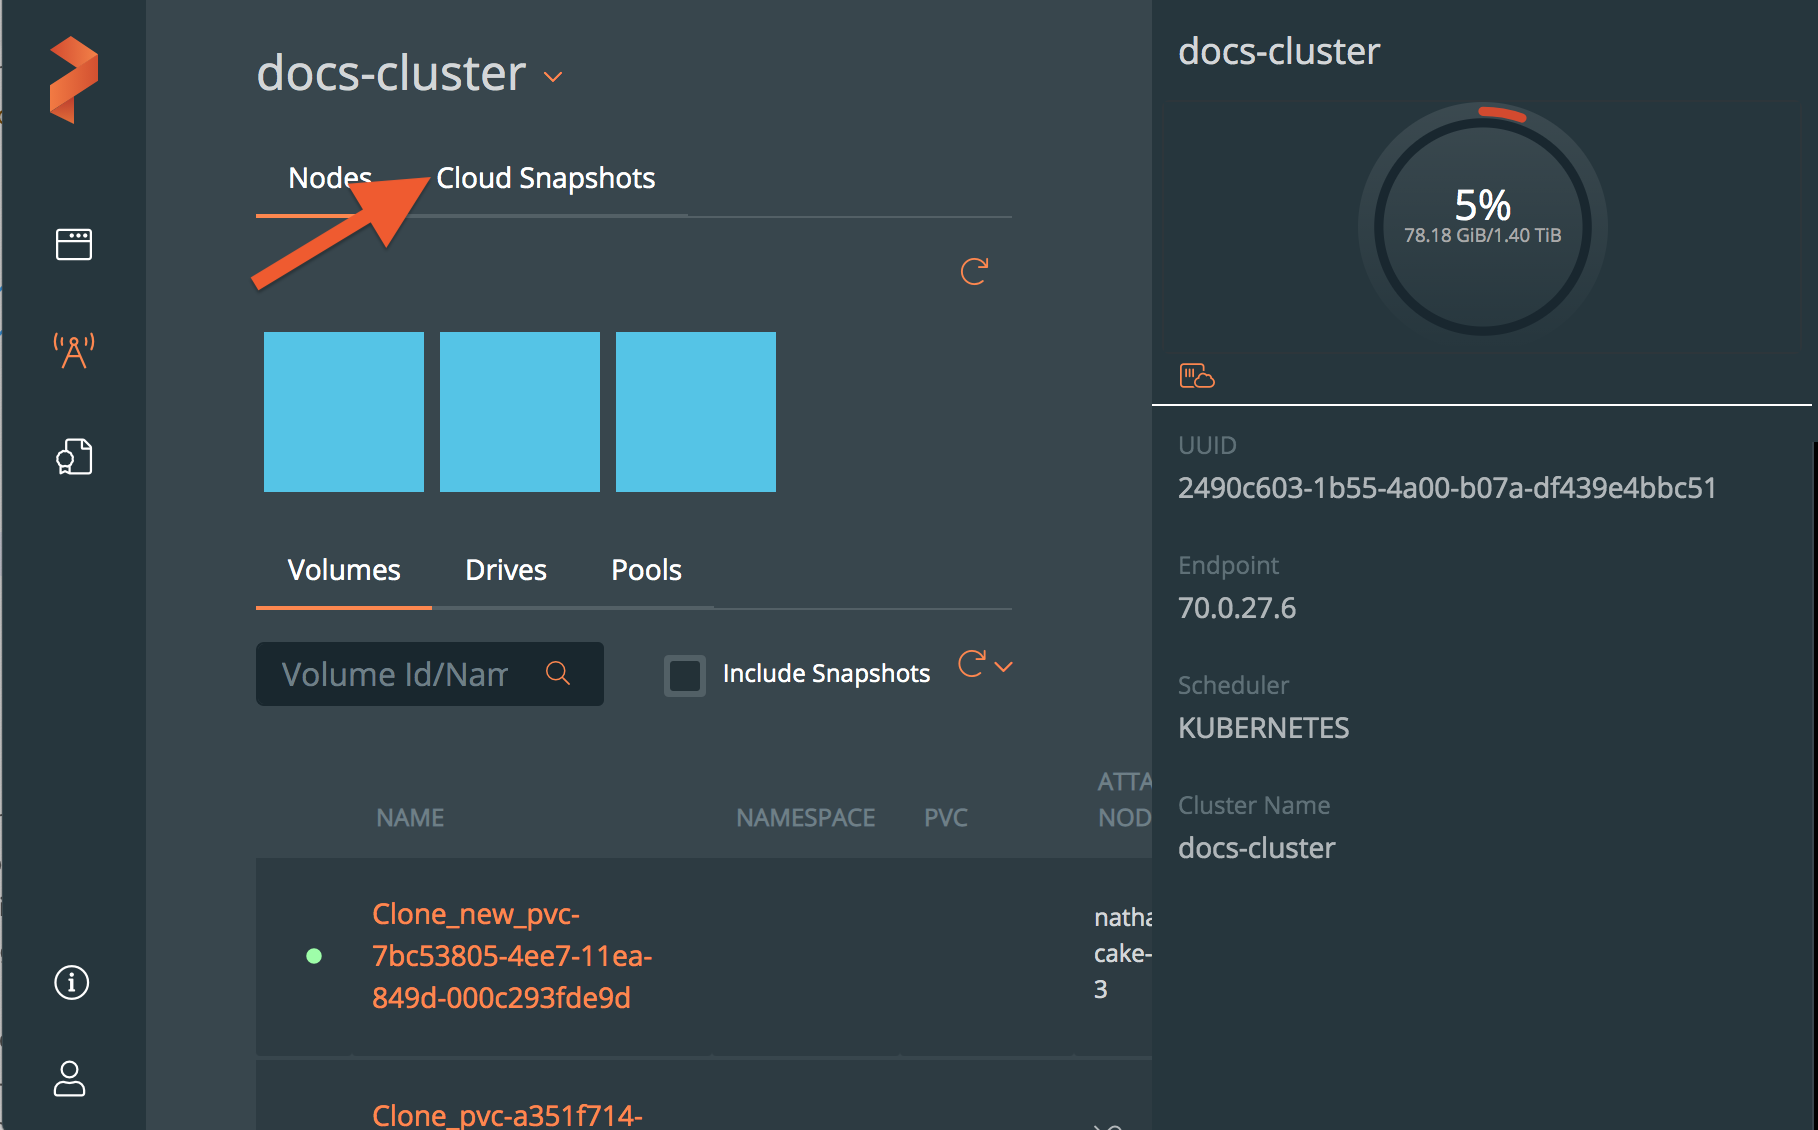 docs-cluster
Nodes
Cloud Snapshots
Volumes
Drives
Pools
Volume Id/Nam
Include Snapshots
NAME
NAMESPACE
PVC
ATTA
NOD
Clone_new_pvc-
7bc53805-4ee7-11ea-
849d-000c293fde9d
natha
cake-
3
Clone_pvc-a351f714-
docs-cluster
5%
78.18 GiB/1.40 TiB
UUID
2490c603-1b55-4a00-b07a-df439e4bbc51
Endpoint
70.0.27.6
Scheduler
KUBERNETES
Cluster Name
docs-cluster